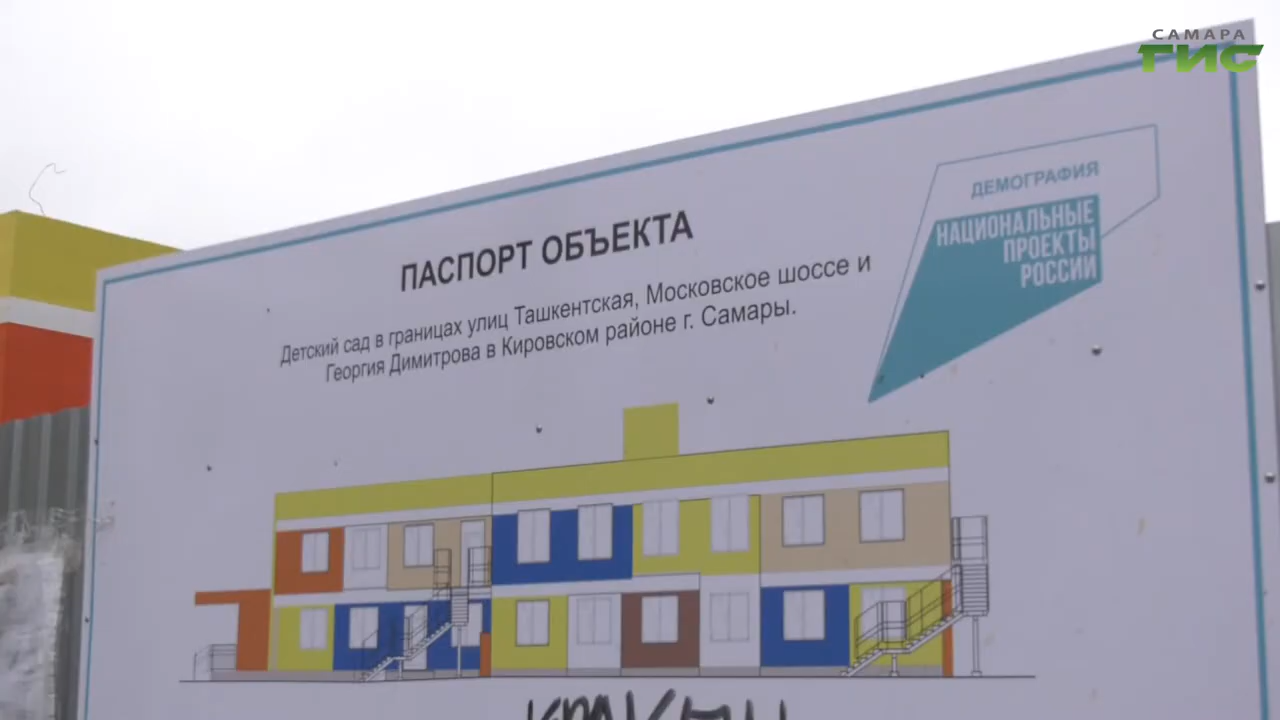 САМАРА
ГИС
ДЕМОГРАФИЯ
НАЦИОНАЛЬНЫЕ
ПРОЕКТЫ
РОССИИ
ПАСПОРТ ОБЪЕКТА
Детский сад в границах улиц Ташкентская, Московское шоссе и
Георгия Димитрова в Кировском районе г. Самары.